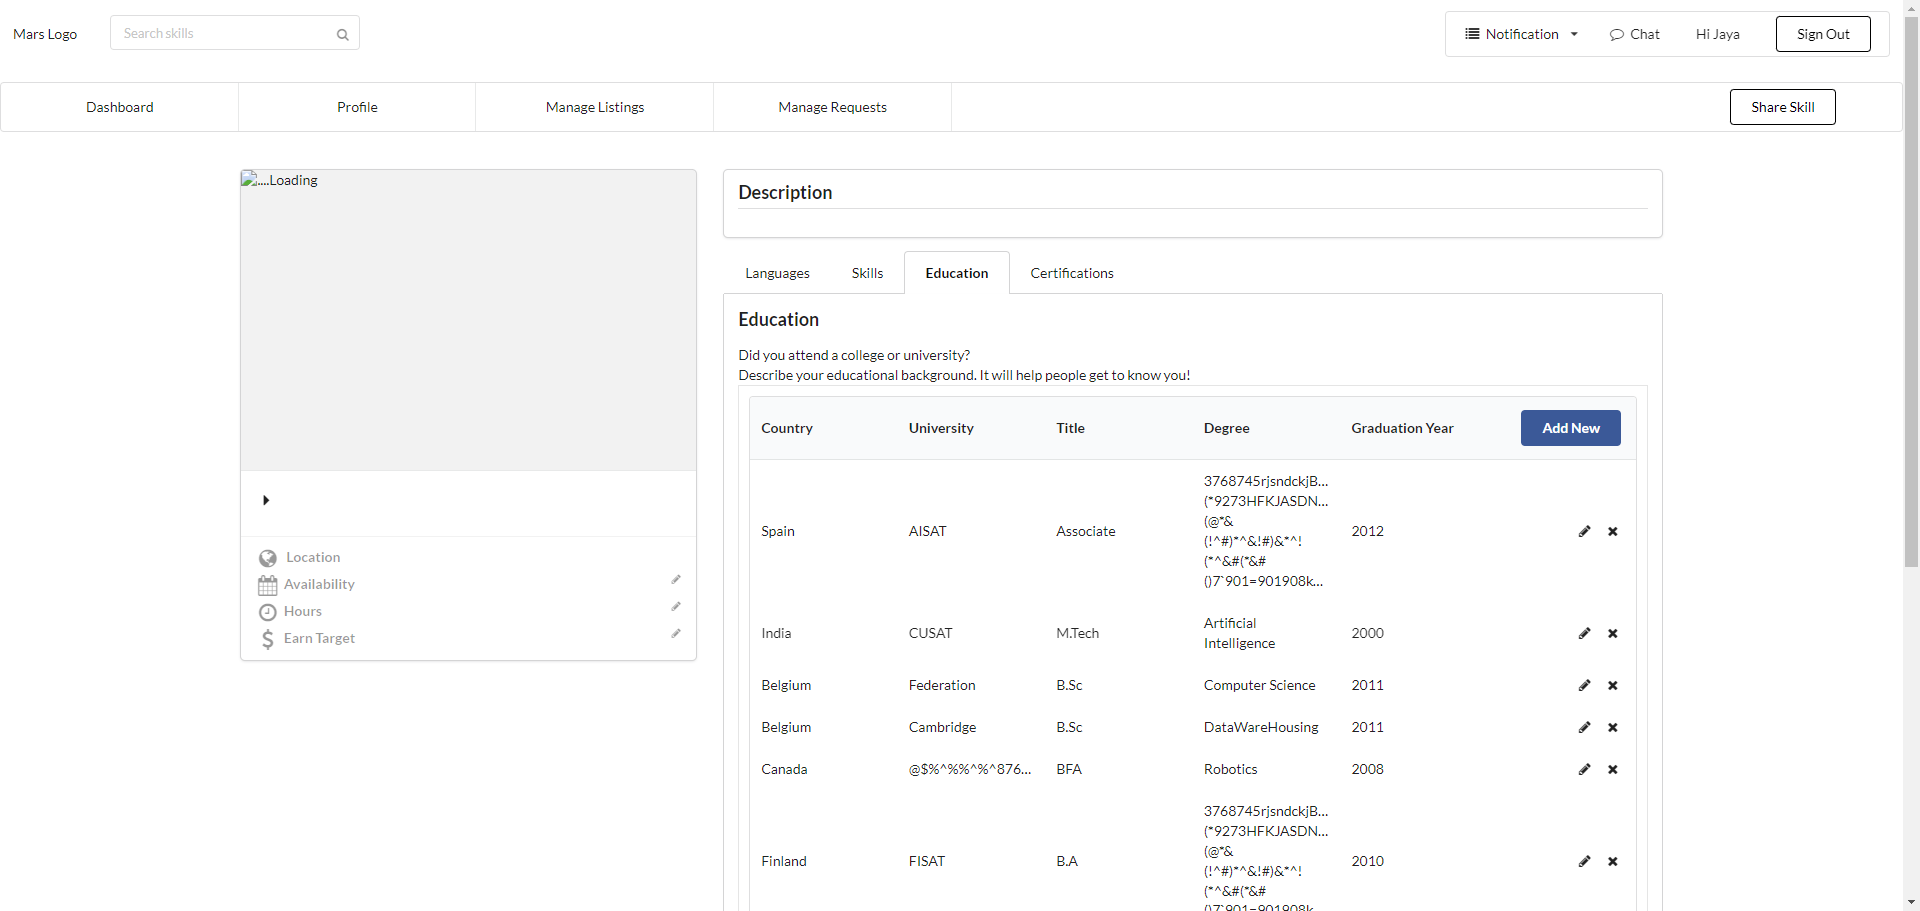 Mars Logo
Search skills
Notification
Chat
Hi Jaya
Sign Out
Dashboard
Profile
Manage Listings
Manage Requests
Share Skill
....Loading
Location
Availability
Hours
Earn Target
Description
Languages
Skills
Education
Certifications
Education
Did you attend a college or university?
Describe your educational background. It will help people get to know you!
Country University Title Degree Graduation Year Add New
Spain AISAT Associate 3768745rjsndckjB... 2012
(*9273HFKJASDN...
(@*&
(!^#)*^&!#)&*^!
(*^&#(*&#
()7`901=901908k...
India CUSAT M.Tech Artificial 2000
Intelligence
Belgium Federation B.Sc Computer Science 2011
Belgium Cambridge B.Sc DataWareHousing 2011
Canada @$%^%%^%^876... BFA Robotics 2008
Finland FISAT B.A 3768745rjsndckjB... 2010
(*9273HFKJASDN...
(@*&
(!^#)*^&!#)&*^!
(*^&#(*&#
()7`901=901908k...